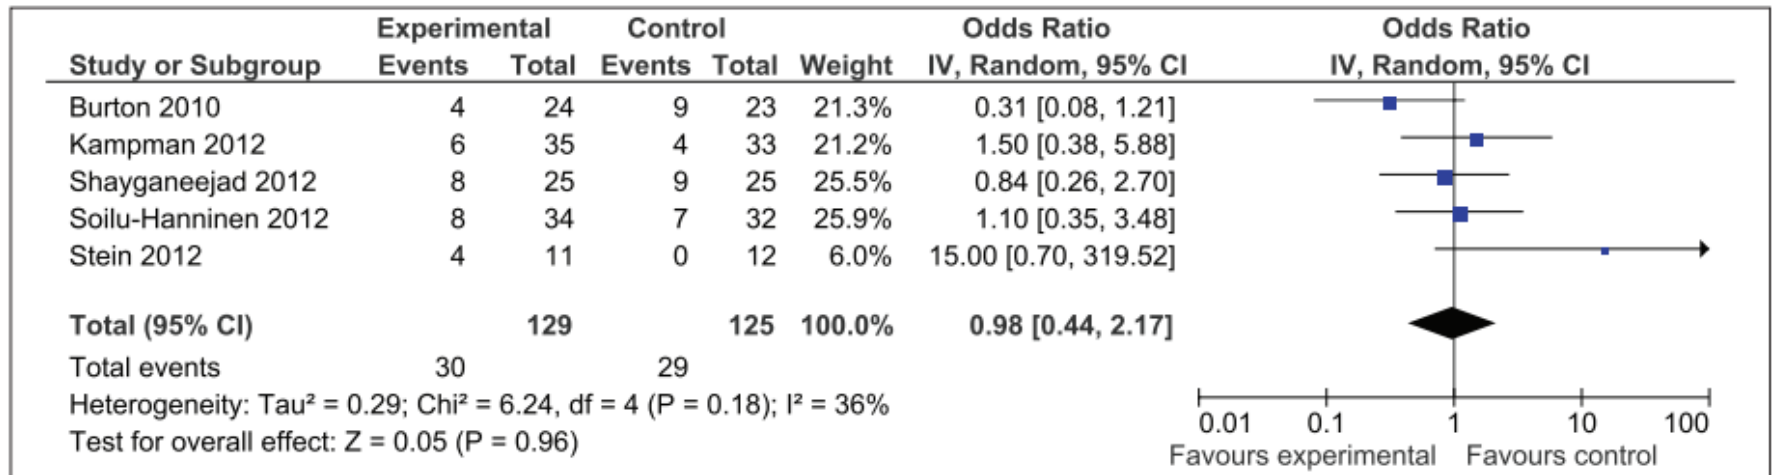 Experimental Control Odds Ratio Odds Ratio
Study or Subgroup Events Total Events Total Weight IV, Random, 95% CI IV, Random, 95% CI
Burton 2010 4 24 9 23 21.3% 0.31 [0.08, 1.21]
Kampman 2012 6 35 4 33 21.2% 1.50 [0.38, 5.88]
Shayganeejad 2012 8 25 9 25 25.5% 0.84 [0.26, 2.70]
Soilu-Hanninen 2012 8 34 7 32 25.9% 1.10 [0.35, 3.48]
Stein 2012 4 11 0 12 6.0% 15.00 [0.70, 319.52]
Total (95% CI) 129 125 100.0% 0.98 [0.44, 2.17]
Total events 30 29
Heterogeneity: Tau² = 0.29; Chi² = 6.24, df = 4 (P = 0.18); I² = 36%
Test for overall effect: Z = 0.05 (P = 0.96)
0.01 0.1 1 10 100
Favours experimental Favours control